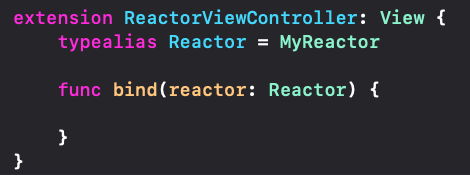 extension ReactorViewController: View {
    typealias Reactor = MyReactor
    func bind(reactor: Reactor) {
    }
}